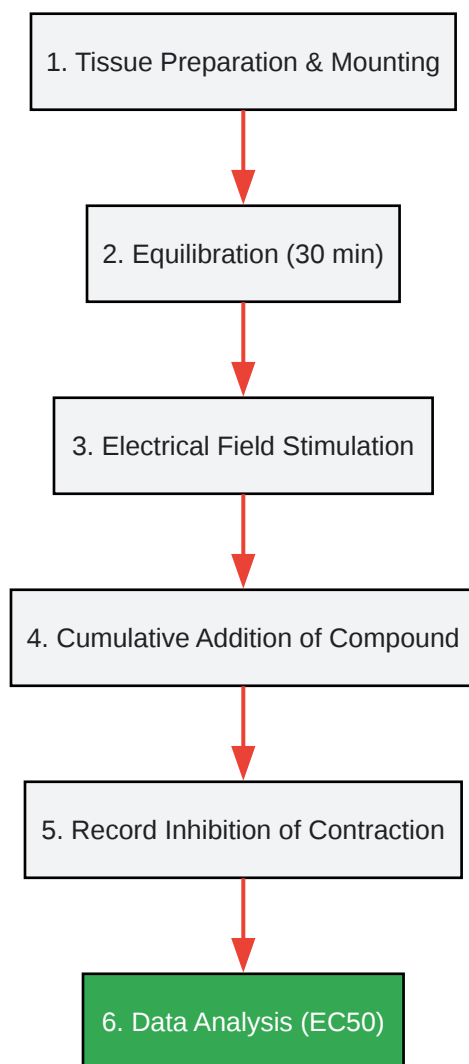 1. Tissue Preparation & Mounting
2. Equilibration (30 min)
3. Electrical Field Stimulation
4. Cumulative Addition of Compound
5. Record Inhibition of Contraction
6. Data Analysis (EC50)